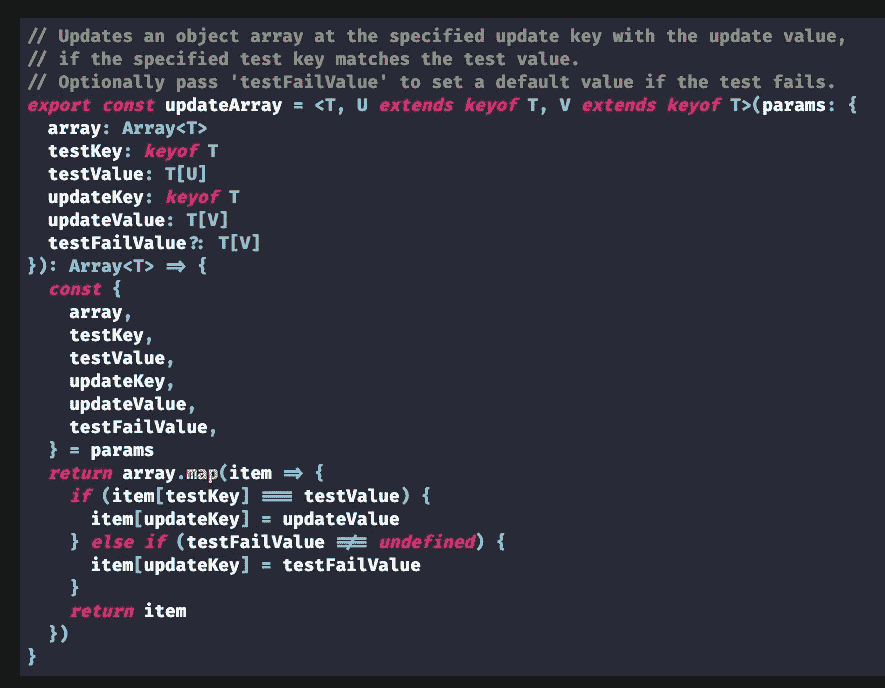 // Updates an object array at the specified update key with the update value,
// if the specified test key matches the test value.
// Optionally pass 'testFailValue' to set a default value if the test fails.
export const updateArray = <T, U extends keyof T, V extends keyof T>(params: {
  array: Array<T>
  testKey: keyof T
  testValue: T[U]
  updateKey: keyof T
  updateValue: T[V]
  testFailValue?: T[V]
}): Array<T> => {
  const {
    array,
    testKey,
    testValue,
    updateKey,
    updateValue,
    testFailValue,
  } = params
  return array.map(item => {
    if (item[testKey] === testValue) {
      item[updateKey] = updateValue
    } else if (testFailValue !== undefined) {
      item[updateKey] = testFailValue
    }
    return item
  })
}